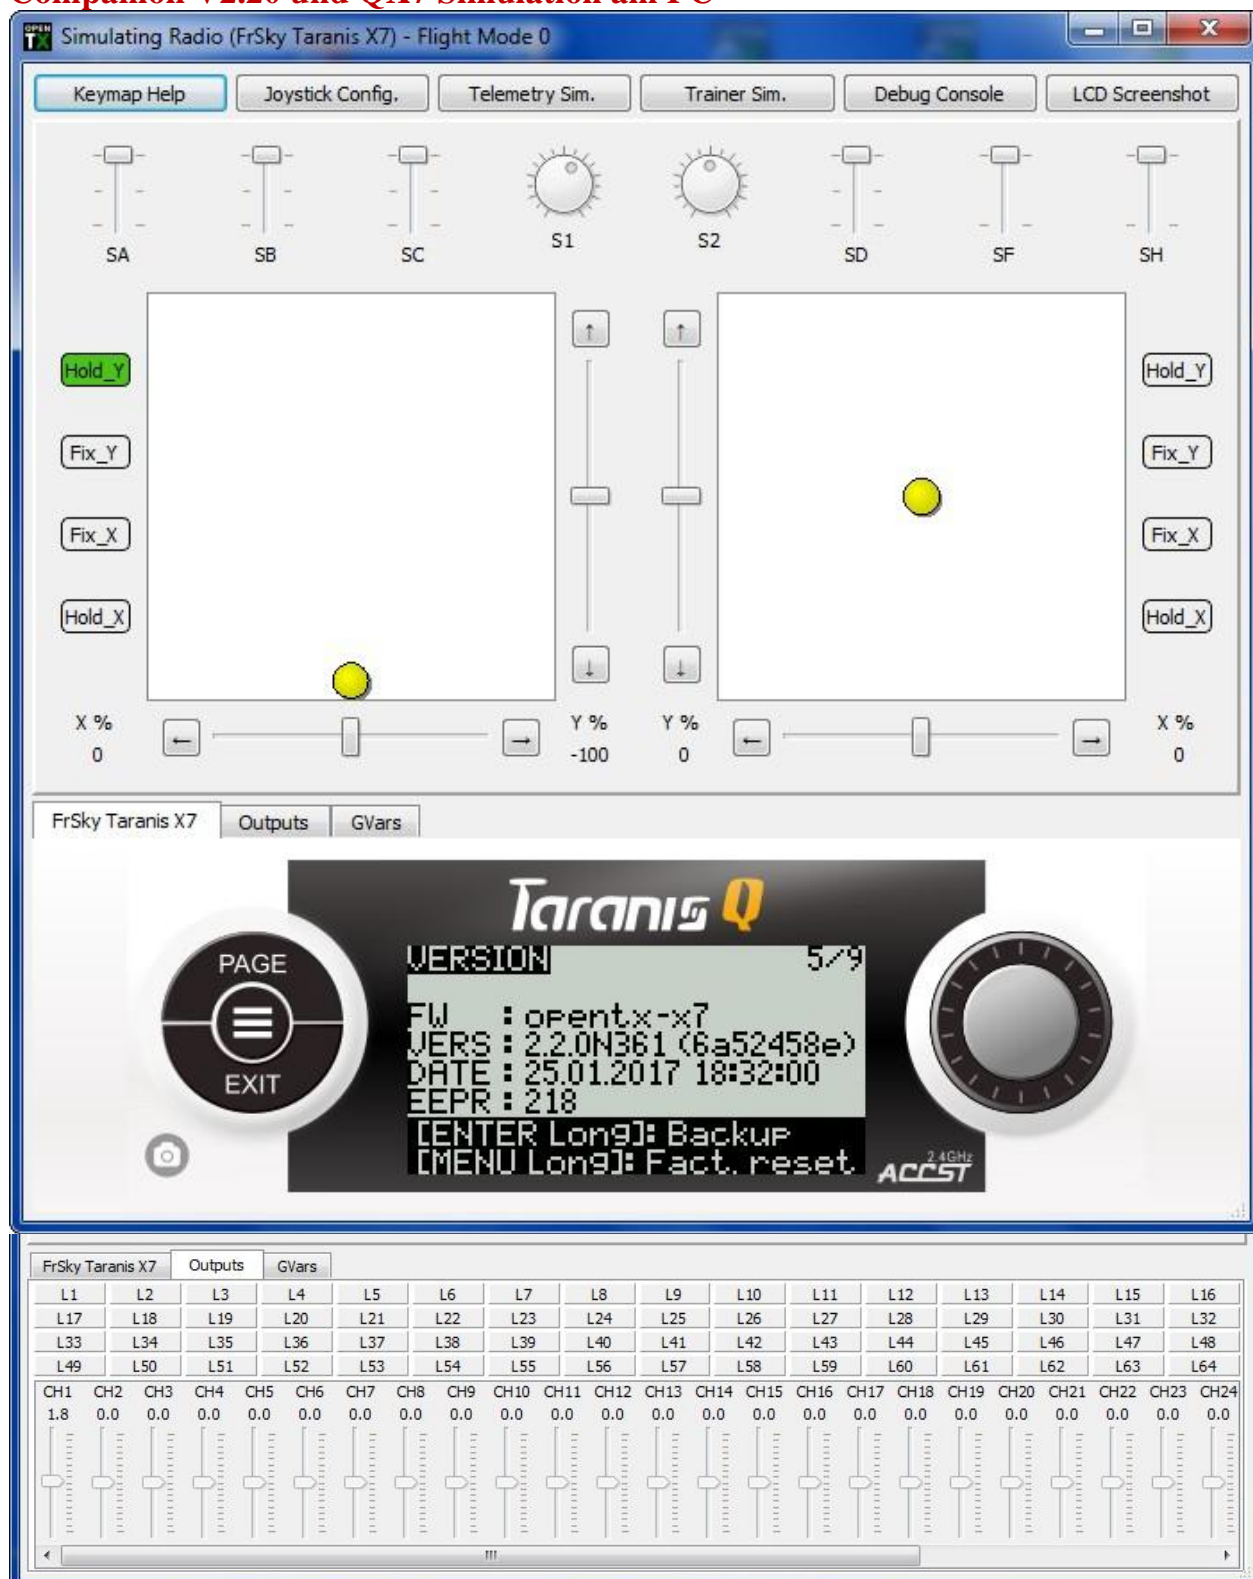 Companion V2.20 und QX7 Simulation am PC
OPEN TX Simulating Radio (FrSky Taranis X7) - Flight Mode 0
Keymap Help Joystick Config. Telemetry Sim. Trainer Sim. Debug Console LCD Screenshot
SA SB SC S1 S2 SD SF SH
Hold_Y Hold_Y
Fix_Y Fix_Y
Fix_X Fix_X
Hold_X Hold_X
X % Y % Y % X %
0 -100 0 0
FrSky Taranis X7 Outputs GVars
Taranis Q
PAGE
EXIT
VERSION 5/9
FW : opentx-x7
VERS : 2.2.0N361 (6a52458e)
DATE : 25.01.2017 18:32:00
EEPR : 218
[ENTER Long]: Backup
[MENU Long]: Fact. reset
2.4GHz
ACCST
FrSky Taranis X7 Outputs GVars
L1 L2 L3 L4 L5 L6 L7 L8 L9 L10 L11 L12 L13 L14 L15 L16
L17 L18 L19 L20 L21 L22 L23 L24 L25 L26 L27 L28 L29 L30 L31 L32
L33 L34 L35 L36 L37 L38 L39 L40 L41 L42 L43 L44 L45 L46 L47 L48
L49 L50 L51 L52 L53 L54 L55 L56 L57 L58 L59 L60 L61 L62 L63 L64
CH1 CH2 CH3 CH4 CH5 CH6 CH7 CH8 CH9 CH10 CH11 CH12 CH13 CH14 CH15 CH16 CH17 CH18 CH19 CH20 CH21 CH22 CH23 CH24
1.8 0.0 0.0 0.0 0.0 0.0 0.0 0.0 0.0 0.0 0.0 0.0 0.0 0.0 0.0 0.0 0.0 0.0 0.0 0.0 0.0 0.0 0.0 0.0